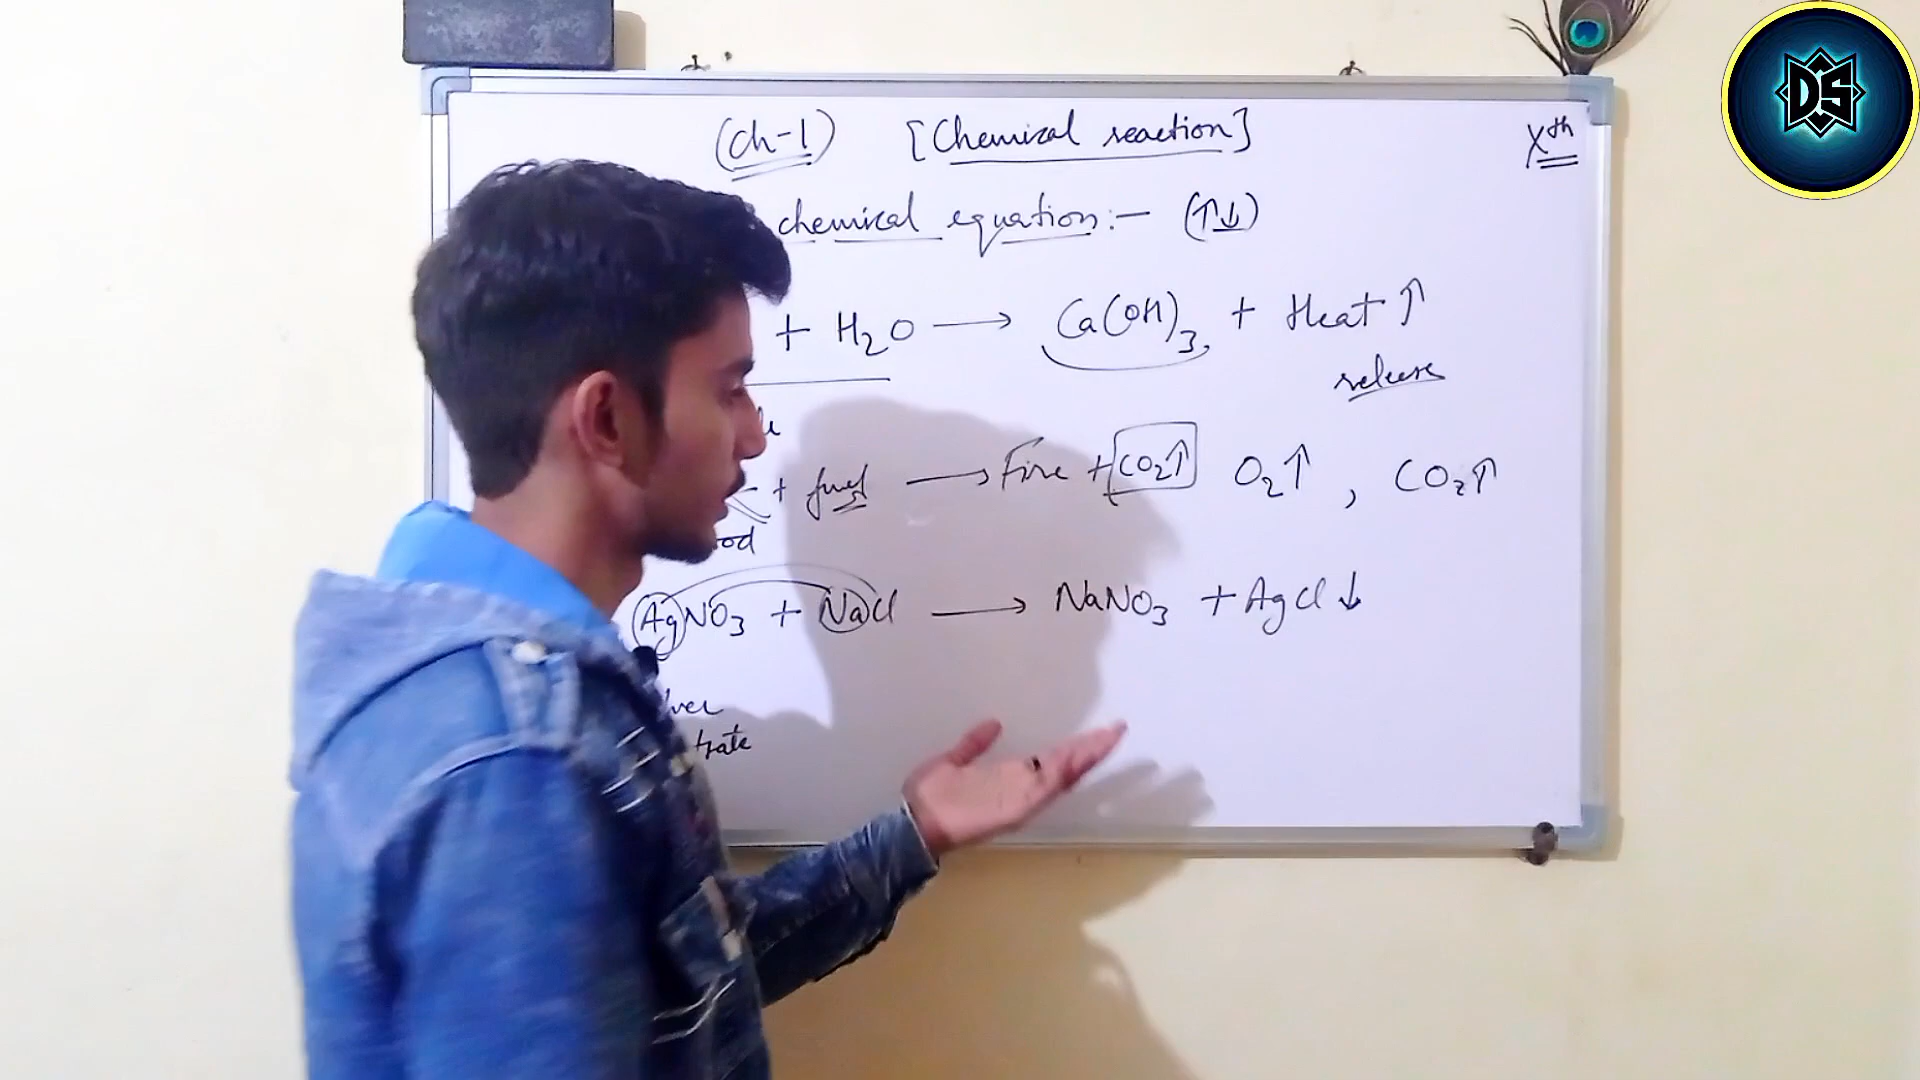 (Ch-1) [Chemical reaction] Xth
chemical equation:- (↑↓)
+ H2O → Ca(OH)3 + Heat ↑
release
+ fuel → Fire + CO2↑ O2↑ , CO2↑
AgNO3 + NaCl → NaNO3 + AgCl ↓
DS